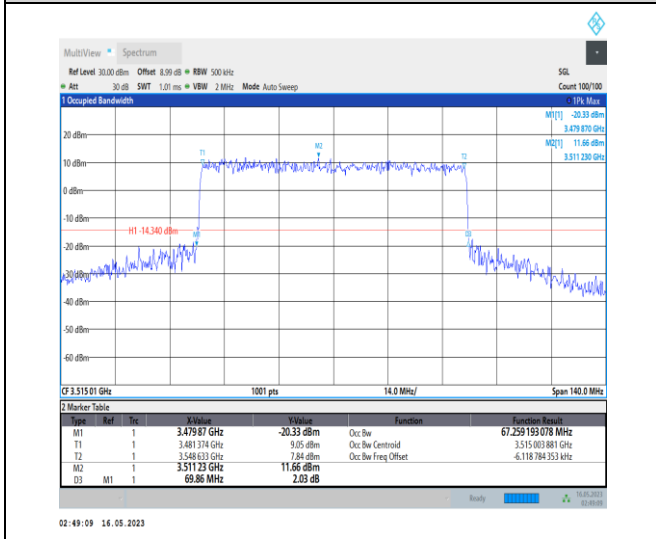 MultiView Spectrum
Ref Level 30.00 dBm Offset 8.99 dB RBW 500 kHz SGL
Att 30 dB SWT 1.01 ms VBW 2 MHz Mode Auto Sweep Count 100/100
1 Occupied Bandwidth 1Pk Max
M1[1] -20.33 dBm
3.479 870 GHz
M2[1] 11.66 dBm
3.511 230 GHz
20 dBm
M2
T1
T2
10 dBm
0 dBm
-10 dBm
H1 -14.340 dBm
M1
D3
-20 dBm
-30 dBm
-40 dBm
-50 dBm
-60 dBm
CF 3.515 01 GHz 1001 pts 14.0 MHz/ Span 140.0 MHz
2 Marker Table
Type Ref Trc X-Value Y-Value Function Function Result
M1 1 3.479 87 GHz -20.33 dBm Occ Bw 67.259 193 078 MHz
T1 1 3.481 374 GHz 9.05 dBm Occ Bw Centroid 3.515 003 881 GHz
T2 1 3.548 633 GHz 7.84 dBm Occ Bw Freq Offset -6.118 784 353 kHz
M2 1 3.511 23 GHz 11.66 dBm
D3 M1 1 69.86 MHz 2.03 dB
Ready 16.05.2023
02:49:09
02:49:09 16.05.2023